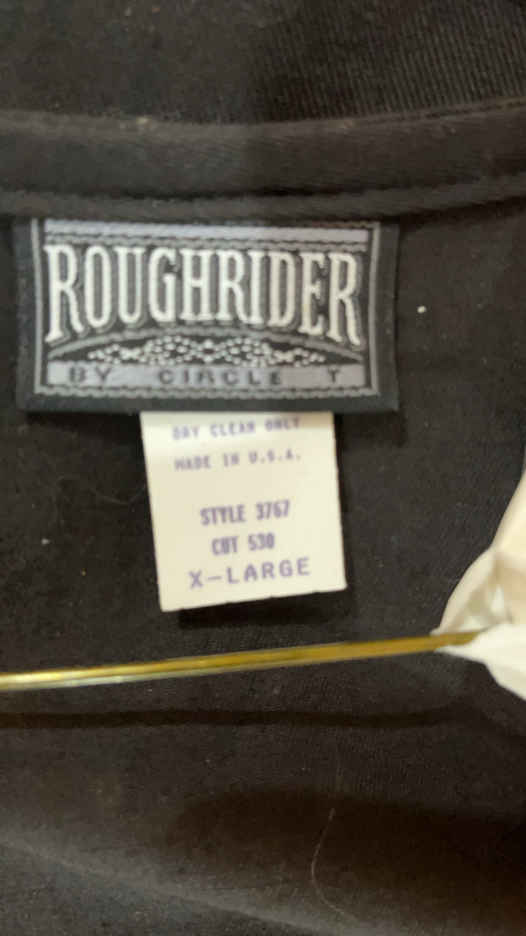 ROUGHRIDER
BY CIRCLE T
DRY CLEAN ONLY
MADE IN U.S.A.
STYLE 3767
CUT 530
X-LARGE